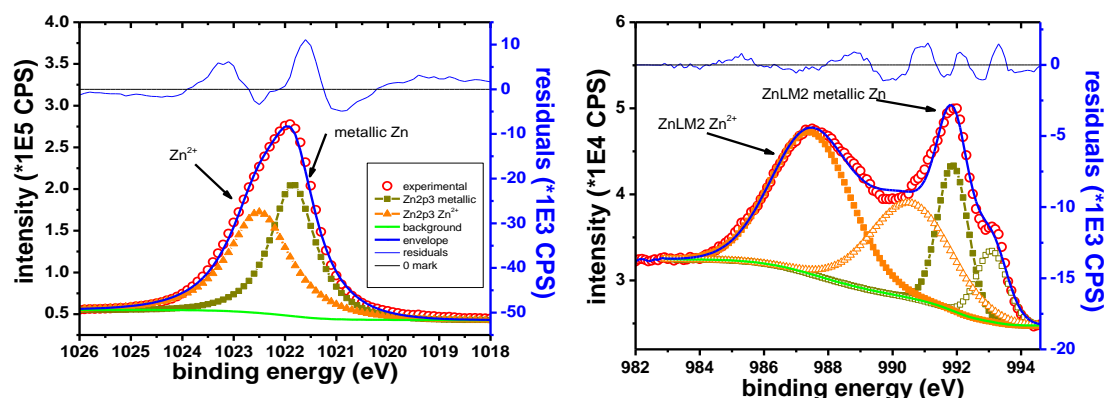 4.0
3.5
3.0
2.5
2.0
1.5
1.0
0.5
intensity (*1E5 CPS)
10
0
-10
-20
-30
-40
-50
residuals (*1E3 CPS)
Zn²⁺
metallic Zn
experimental
Zn2p3 metallic
Zn2p3 Zn²⁺
background
envelope
residuals
0 mark
1026 1025 1024 1023 1022 1021 1020 1019 1018
binding energy (eV)
6
5
4
3
intensity (*1E4 CPS)
0
-5
-10
-15
-20
residuals (*1E3 CPS)
ZnLM2 metallic Zn
ZnLM2 Zn²⁺
982 984 986 988 990 992 994
binding energy (eV)